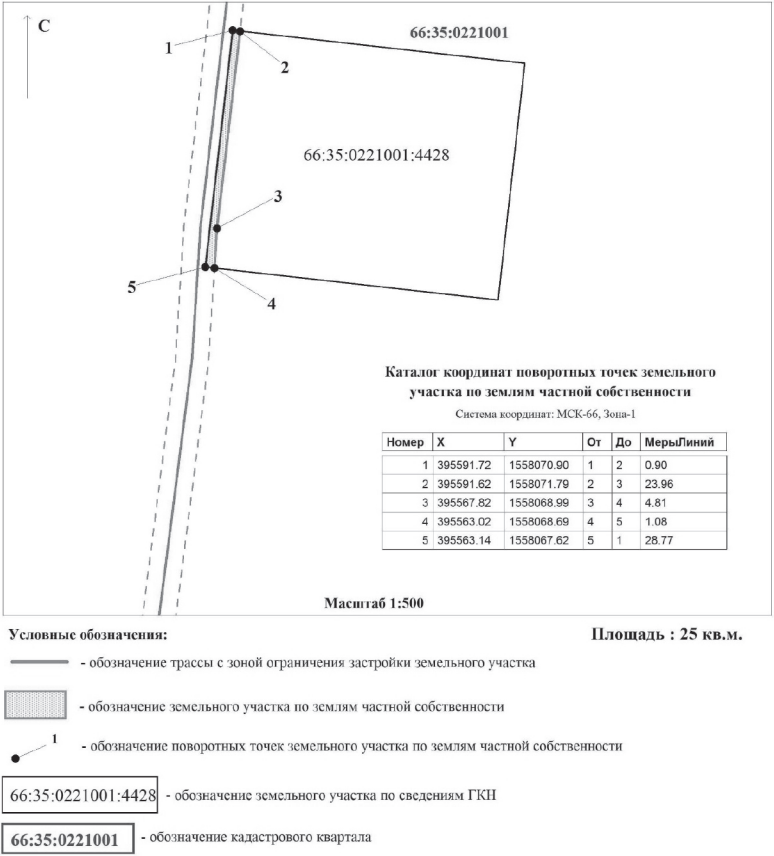 С
66:35:0221001
1
2
66:35:0221001:4428
3
5
4
Каталог координат поворотных точек земельного
участка по землям частной собственности
Система координат: МСК-66, Зона-1
Номер X Y От До МерыЛиний
1 395591.72 1558070.90 1 2 0.90
2 395591.62 1558071.79 2 3 23.96
3 395567.82 1558068.99 3 4 4.81
4 395563.02 1558068.69 4 5 1.08
5 395563.14 1558067.62 5 1 28.77
Масштаб 1:500
Условные обозначения:
Площадь : 25 кв.м.
- обозначение трассы с зоной ограничения застройки земельного участка
- обозначение земельного участка по землям частной собственности
1
- обозначение поворотных точек земельного участка по землям частной собственности
66:35:0221001:4428 - обозначение земельного участка по сведениям ГКН
66:35:0221001 - обозначение кадастрового квартала